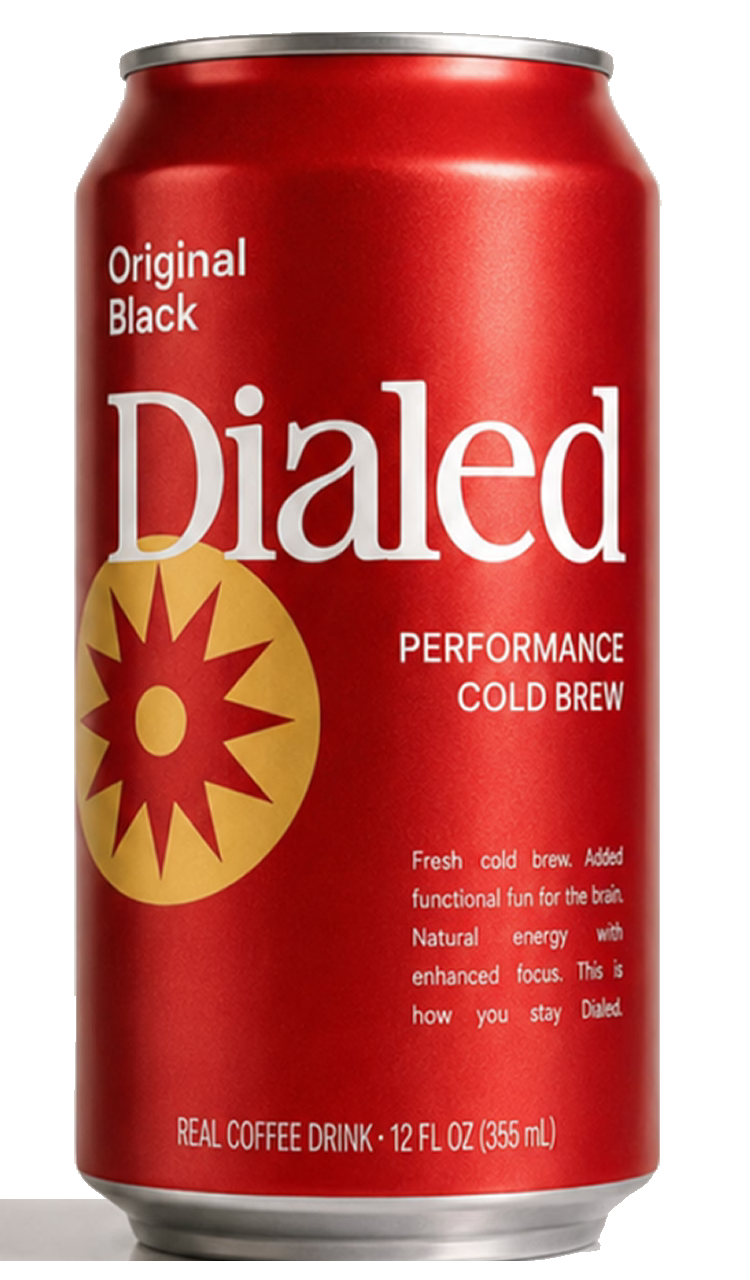 Original
Black
Dialed
PERFORMANCE
COLD BREW
Fresh cold brew. Added
functional fun for the brain.
Natural energy with
enhanced focus. This is
how you stay Dialed.
REAL COFFEE DRINK · 12 FL OZ (355 mL)